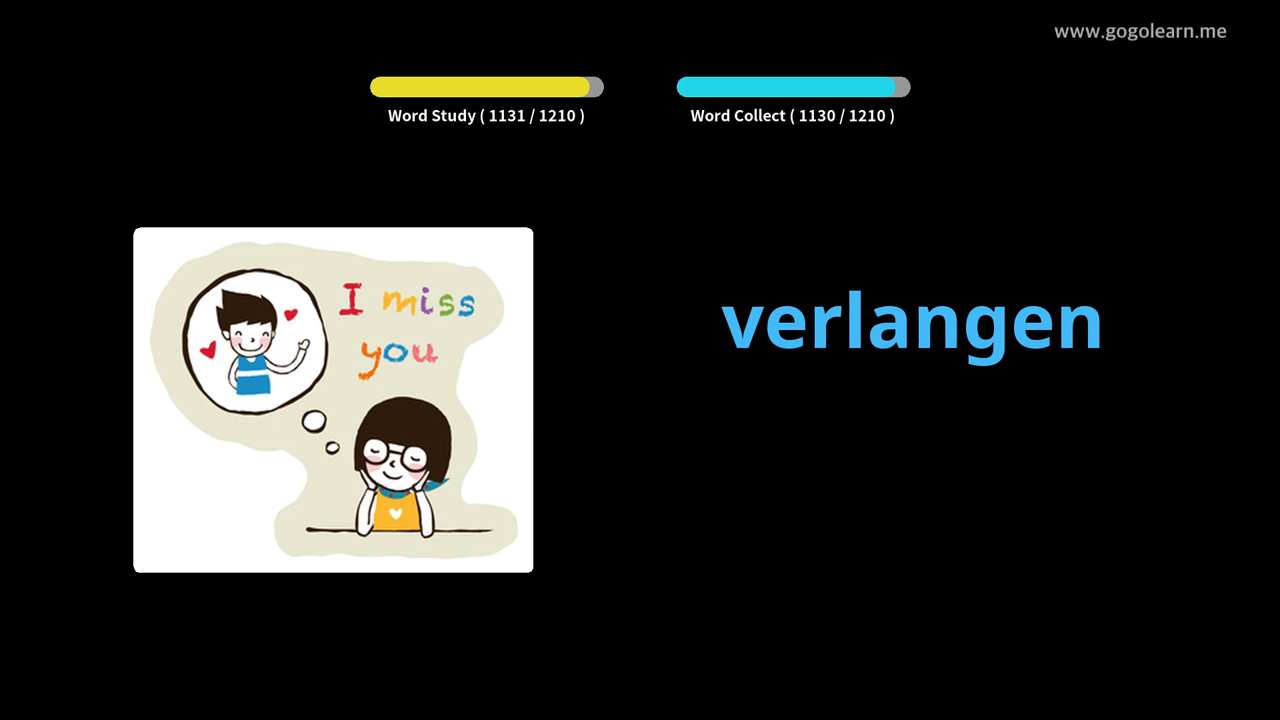 www.gogolearn.me
Word Study ( 1131 / 1210 )
Word Collect ( 1130 / 1210 )
I miss
you
verlangen